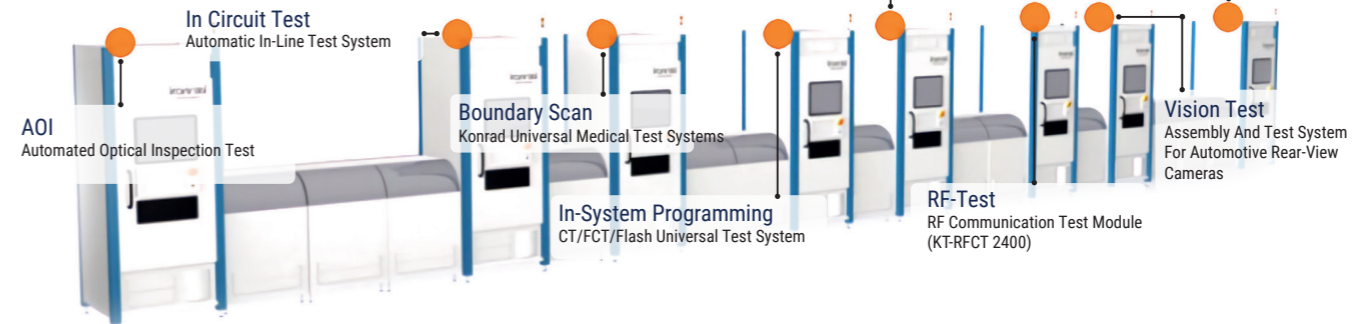 In Circuit Test
Automatic In-Line Test System
AOI
Automated Optical Inspection Test
Boundary Scan
Konrad Universal Medical Test Systems
In-System Programming
CT/FCT/Flash Universal Test System
RF-Test
RF Communication Test Module
(KT-RFCT 2400)
Vision Test
Assembly And Test System
For Automotive Rear-View
Cameras